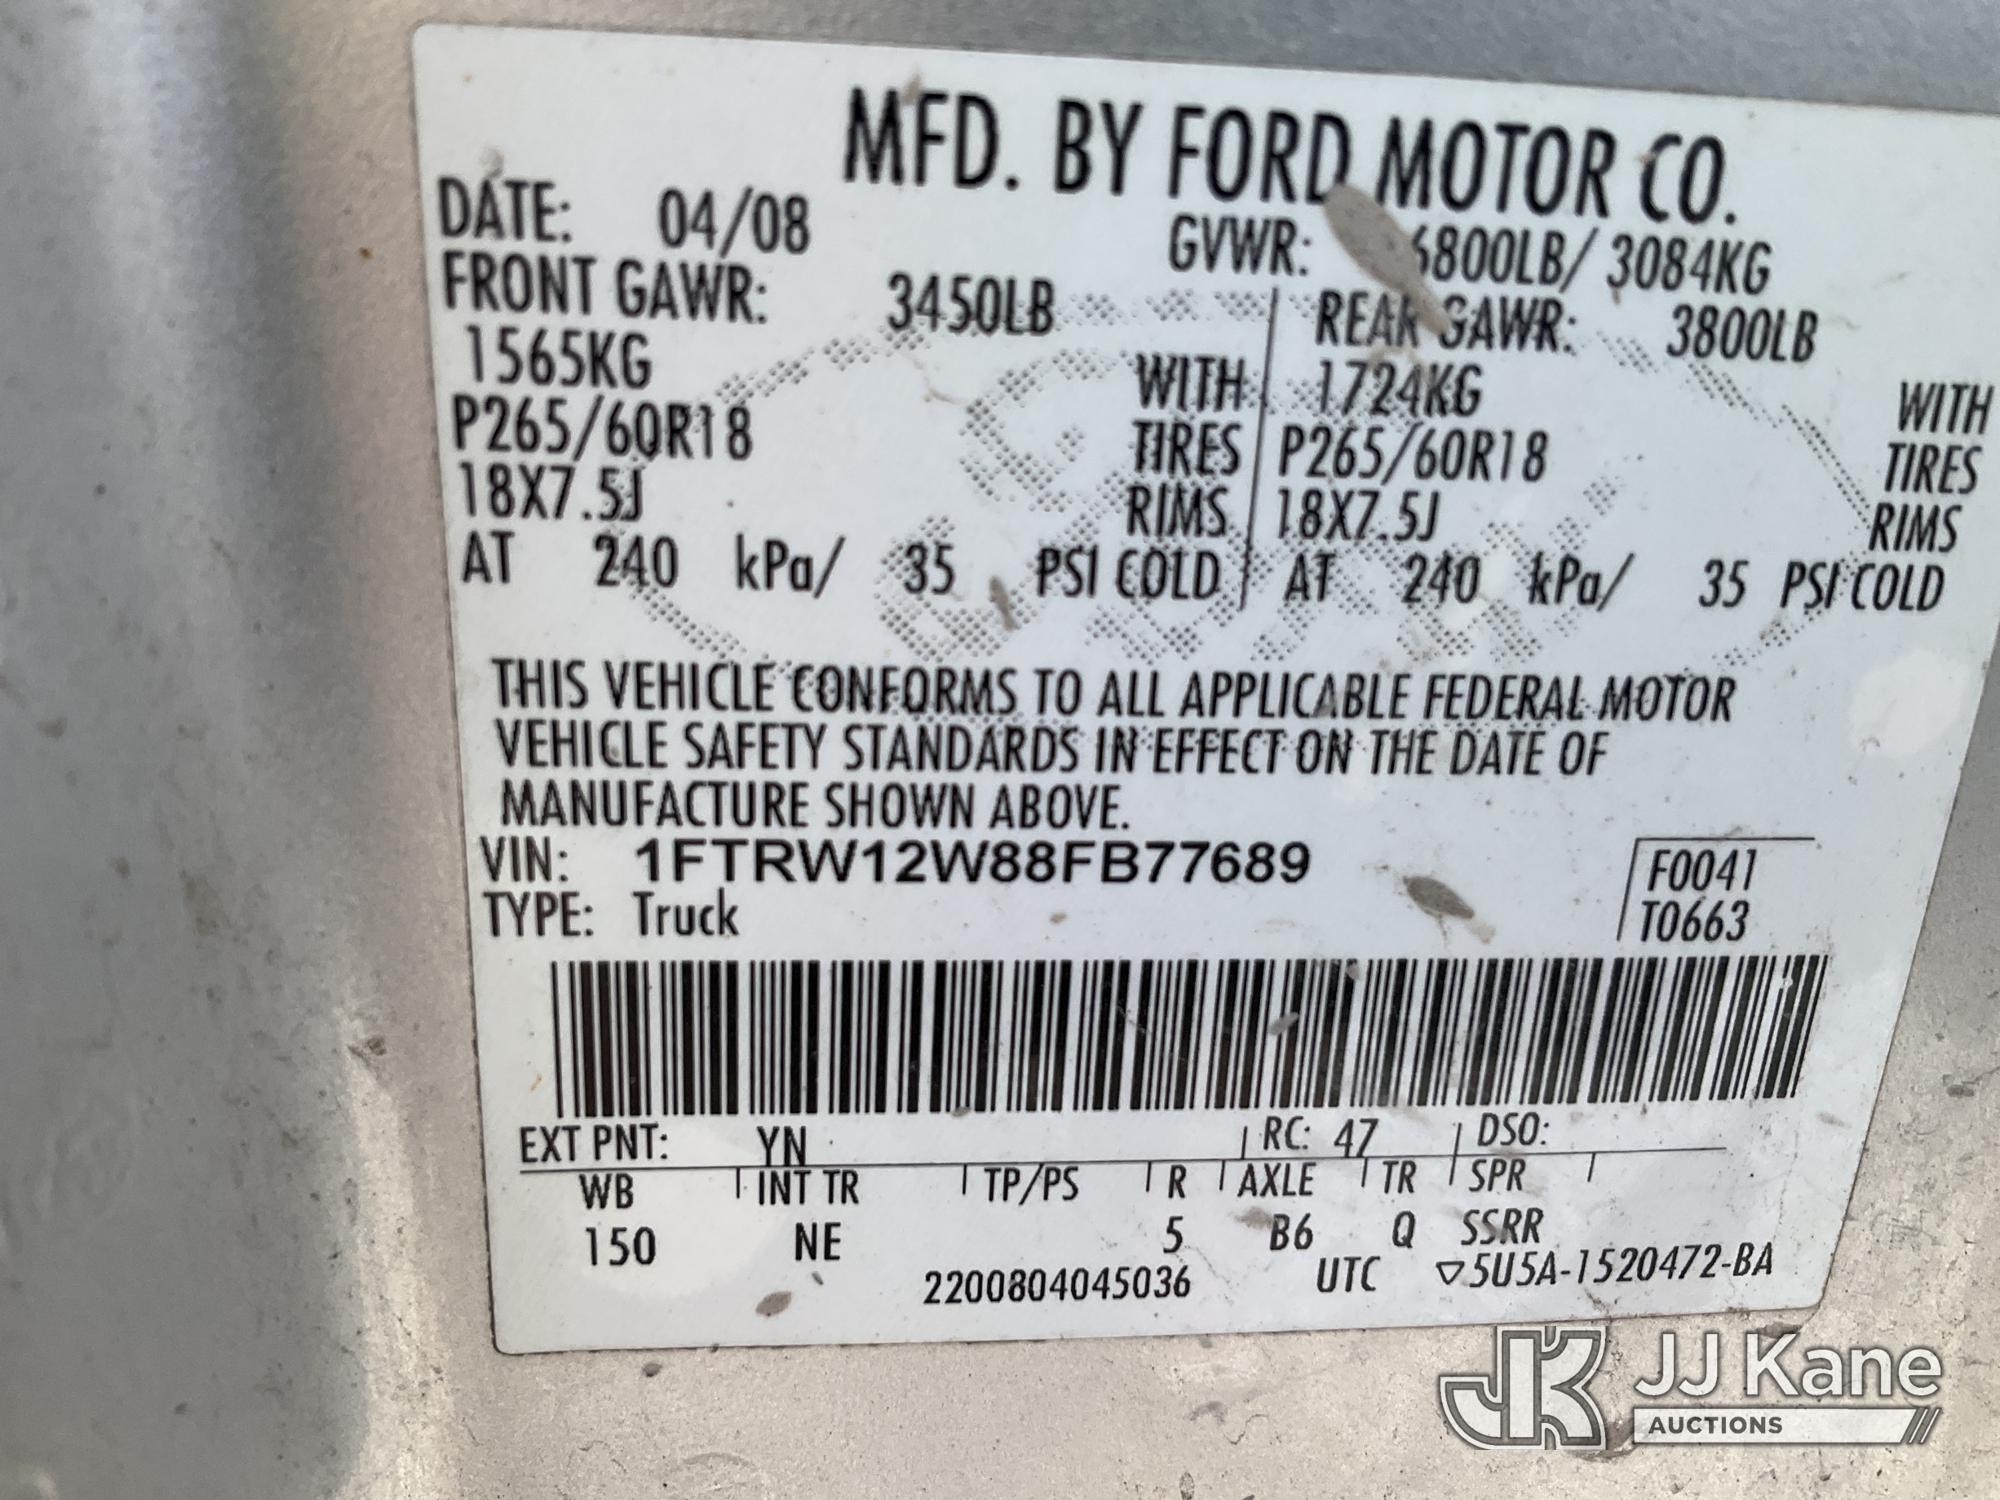 MFD. BY FORD MOTOR CO.
DATE: 04/08 GVWR: 6800LB/ 3084KG
FRONT GAWR: 3450LB REAR GAWR: 3800LB
1565KG WITH 1724KG WITH
P265/60R18 TIRES P265/60R18 TIRES
18X7.5J RIMS 18X7.5J RIMS
AT 240 kPa/ 35 PSI COLD AT 240 kPa/ 35 PSI COLD
THIS VEHICLE CONFORMS TO ALL APPLICABLE FEDERAL MOTOR
VEHICLE SAFETY STANDARDS IN EFFECT ON THE DATE OF
MANUFACTURE SHOWN ABOVE.
VIN: 1FTRW12W88FB77689 F0041
TYPE: Truck T0663
EXT PNT: YN RC: 47 DSO:
WB INT TR TP/PS R AXLE TR SPR
150 NE 5 B6 Q SSRR
2200804045036 UTC ▽5U5A-1520472-BA
JK JJ Kane
AUCTIONS